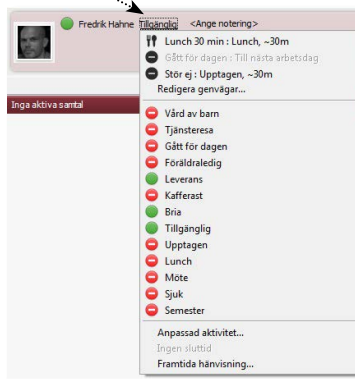 Fredrik Hahne Tillgänglig <Ange notering>
Lunch 30 min : Lunch, ~30m
Gått för dagen : Till nästa arbetsdag
Stör ej : Upptagen, ~30m
Redigera genvägar...
Inga aktiva samtal
Vård av barn
Tjänsteresa
Gått för dagen
Föräldraledig
Leverans
Kafferast
Bria
Tillgänglig
Upptagen
Lunch
Möte
Sjuk
Semester
Anpassad aktivitet...
Ingen sluttid
Framtida hänvisning...